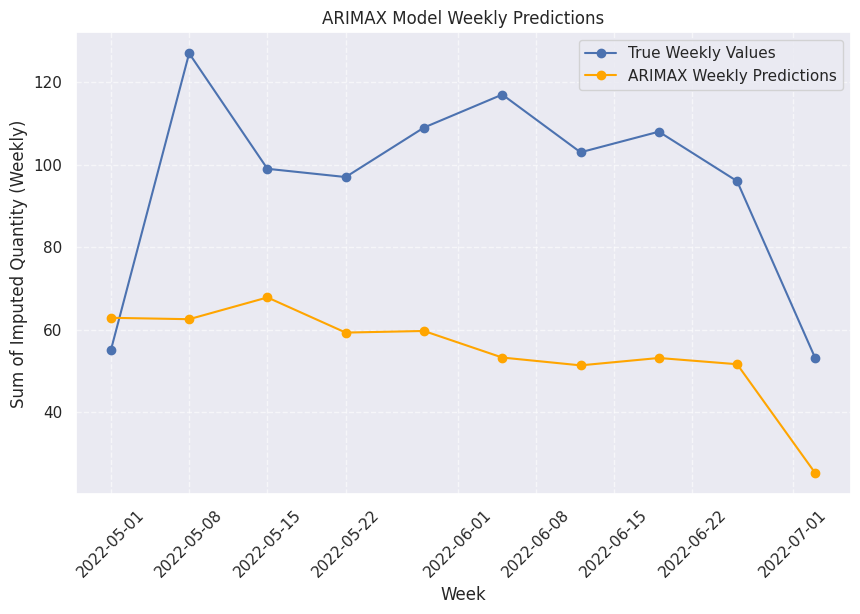 ARIMAX Model Weekly Predictions
True Weekly Values
ARIMAX Weekly Predictions
Sum of Imputed Quantity (Weekly)
120
100
80
60
40
2022-05-01
2022-05-08
2022-05-15
2022-05-22
2022-06-01
2022-06-08
2022-06-15
2022-06-22
2022-07-01
Week